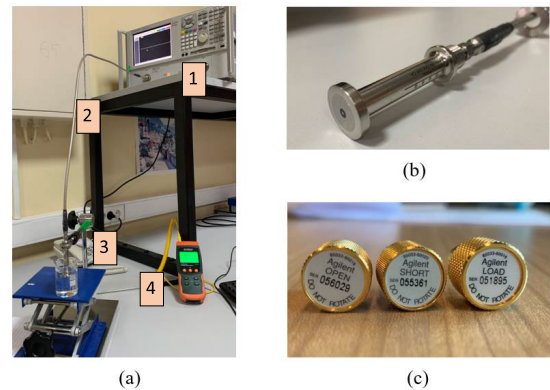 1
2
3
4
(a)
(b)
Agilent
OPEN
056029
DO NOT ROTATE
Agilent
SHORT
055361
DO NOT ROTATE
Agilent
LOAD
051895
DO NOT ROTATE
(c)